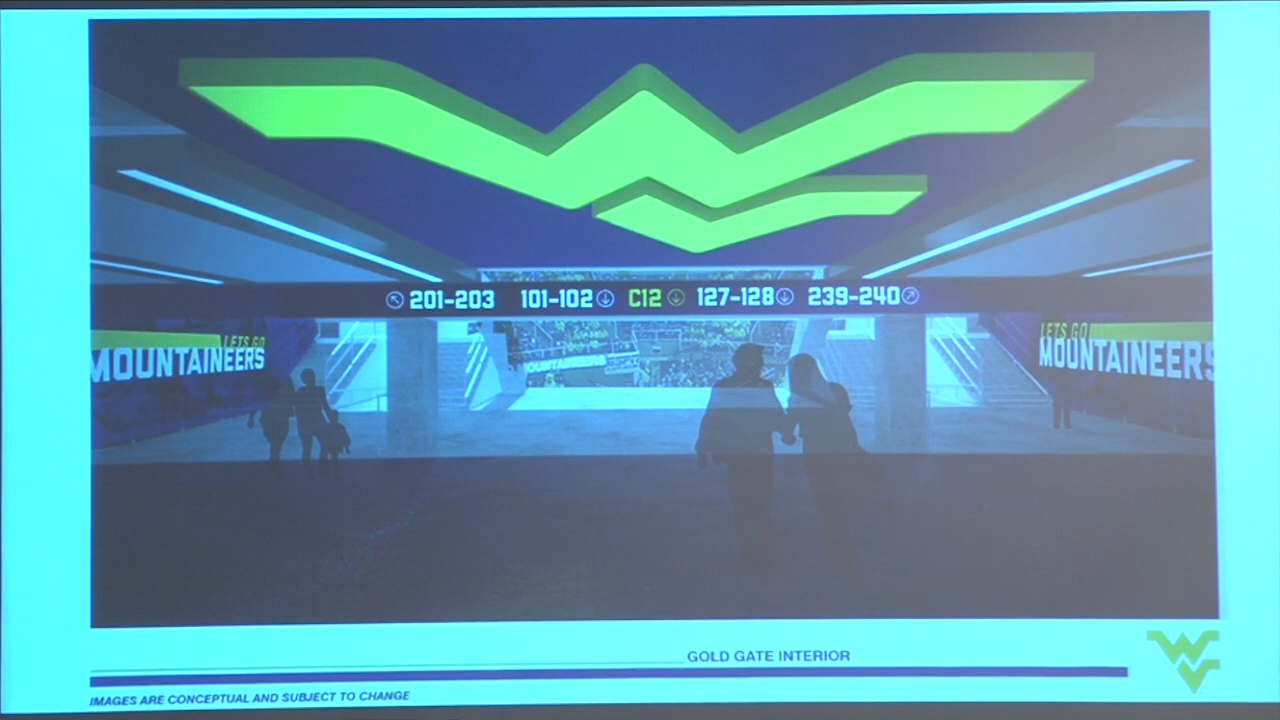 201-203 101-102 C12 127-128 239-240
LETS GO
MOUNTAINEERS
LETS GO
MOUNTAINEERS
MOUNTAINEERS
GOLD GATE INTERIOR
IMAGES ARE CONCEPTUAL AND SUBJECT TO CHANGE